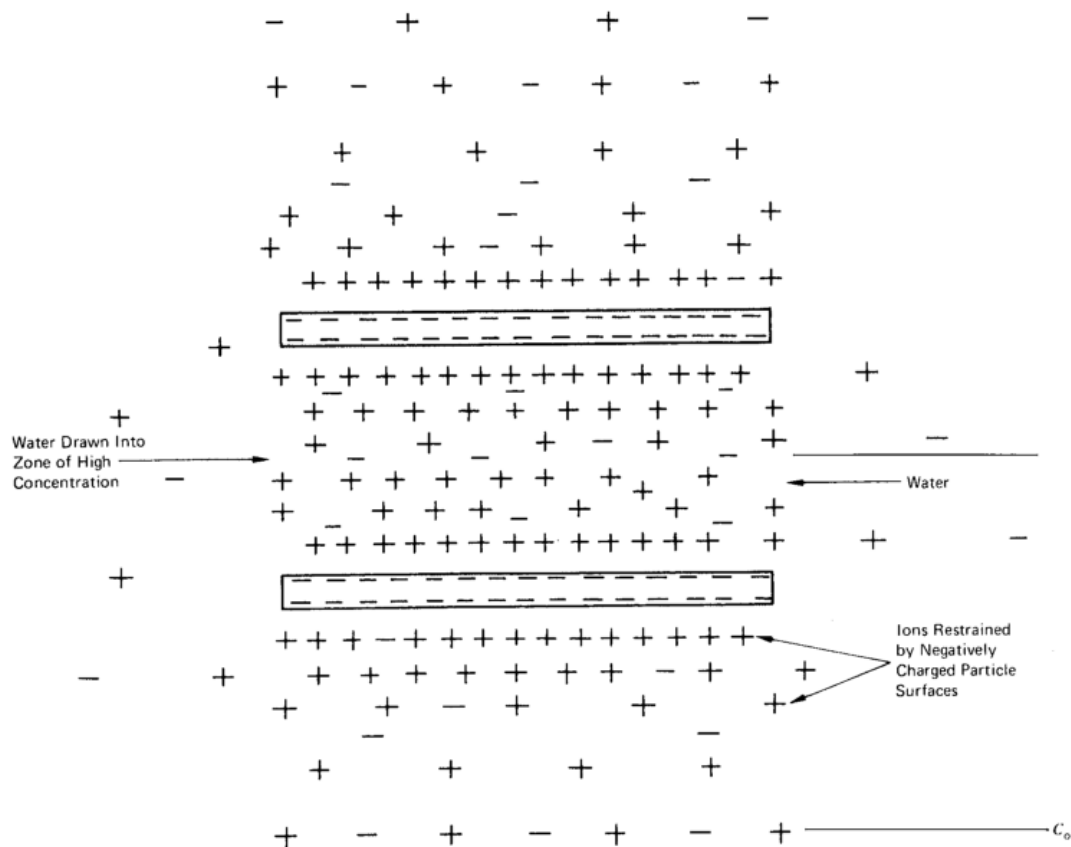 Water Drawn Into
Zone of High
Concentration
Water
Ions Restrained
by Negatively
Charged Particle
Surfaces
C₀